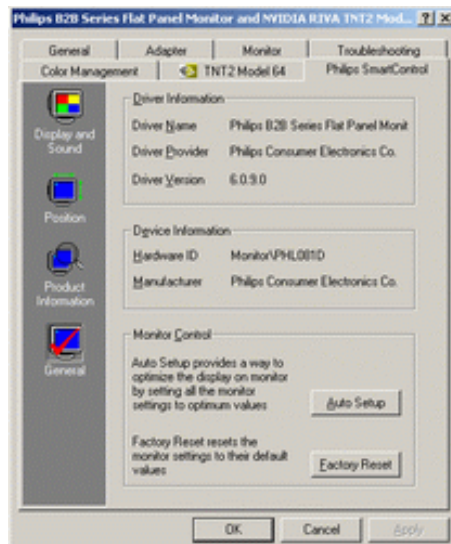 Philips B2B Series Flat Panel Monitor and NVIDIA RIVA TNT2 Mod... ? X
General Adapter Monitor Troubleshooting
Color Management TNT2 Model 64 Philips SmartControl
Display and
Sound
Position
Product
Information
General
Driver Information
Driver Name Philips B2B Series Flat Panel Monit
Driver Provider Philips Consumer Electronics Co.
Driver Version 6.0.9.0
Device Information
Hardware ID Monitor\PHL081D
Manufacturer Philips Consumer Electronics Co.
Monitor Control
Auto Setup provides a way to
optimize the display on monitor
by setting all the monitor
settings to optimum values
Auto Setup
Factory Reset resets the
monitor settings to their default
values
Factory Reset
OK Cancel Apply